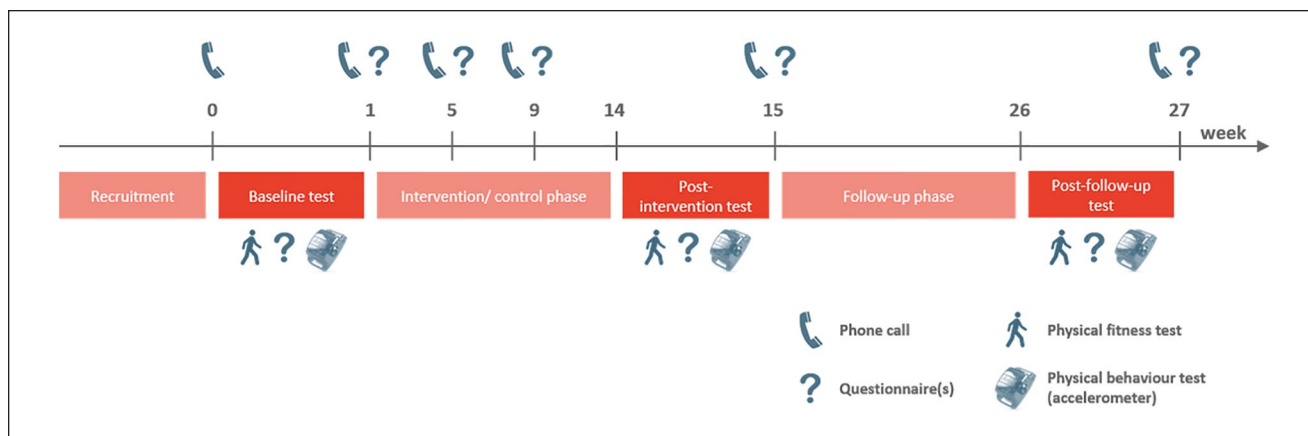 0 1 5 9 14 15 26 27
week
Recruitment
Baseline test
Intervention/ control phase
Post-
intervention test
Follow-up phase
Post-follow-up
test
Phone call
Physical fitness test
Questionnaire(s)
Physical behaviour test
(accelerometer)